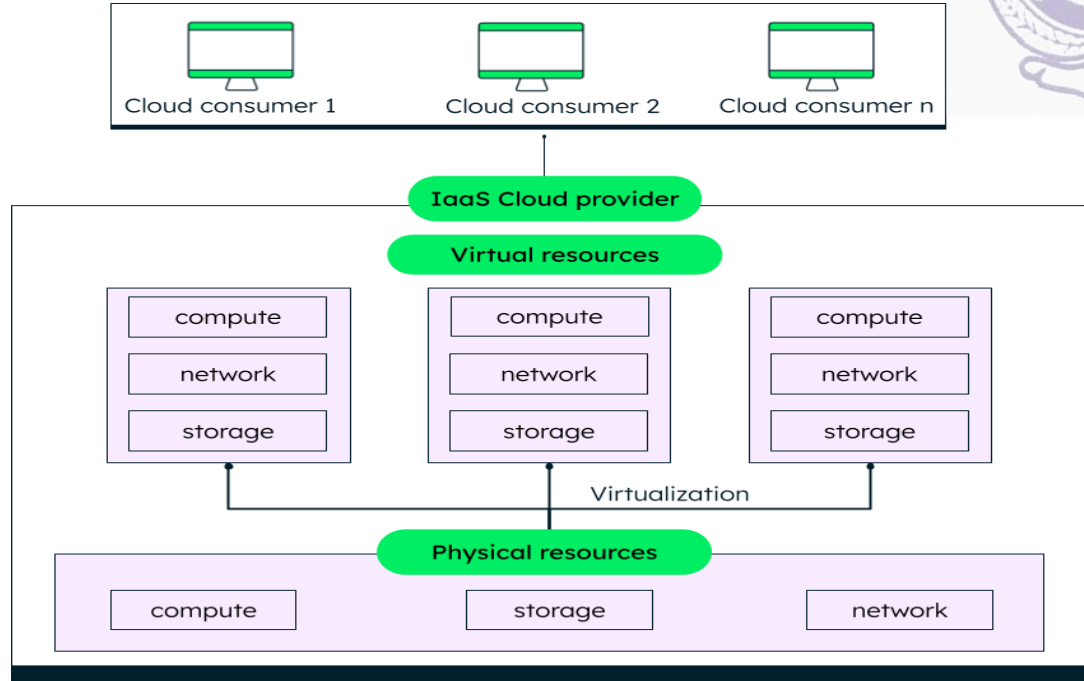 Cloud consumer 1
Cloud consumer 2
Cloud consumer n
IaaS Cloud provider
Virtual resources
compute
network
storage
compute
network
storage
compute
network
storage
Virtualization
Physical resources
compute
storage
network